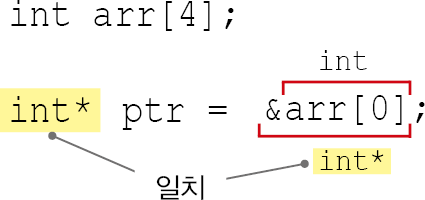 int arr[4];
int
int* ptr = &arr[0];
int*
일치